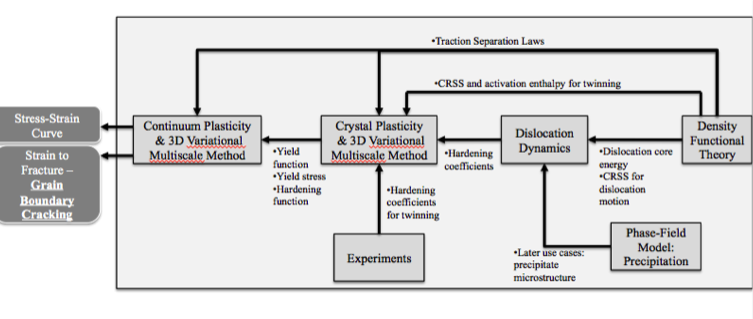 •Traction Separation Laws
•CRSS and activation enthalpy for twinning
Stress-Strain
Curve
Strain to
Fracture –
Grain
Boundary
Cracking
Continuum Plasticity
& 3D Variational
Multiscale Method
•Yield
function
•Yield stress
•Hardening
function
Crystal Plasticity
& 3D Variational
Multiscale Method
•Hardening
coefficients
for twinning
Experiments
•Hardening
coefficients
Dislocation
Dynamics
•Dislocation core
energy
•CRSS for
dislocation
motion
Density
Functional
Theory
•Later use cases:
precipitate
microstructure
Phase-Field
Model:
Precipitation